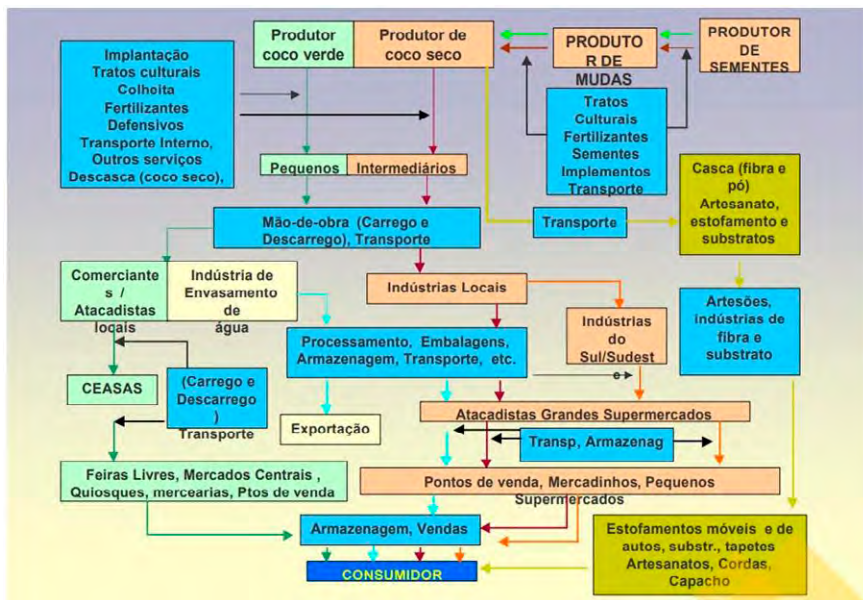 Produtor
coco verde
Produtor de
coco seco
PRODUTO
R DE
MUDAS
PRODUTOR
DE
SEMENTES
Implantação
Tratos culturais
Colheita
Fertilizantes
Defensivos
Transporte Interno,
Outros serviços
Descasca (coco seco),
Tratos
Culturais
Fertilizantes
Sementes
Implementos
Transporte
Pequenos
Intermediários
Casca (fibra e
pó)
Artesanato,
estofamento e
substratos
Mão-de-obra (Carrego e
Descarrego), Transporte
Transporte
Comerciante
s /
Atacadistas
locais
Indústria de
Envasamento
de
água
Indústrias Locais
Indústrias
do
Sul/Sudest
e
Artesões,
indústrias de
fibra e
substrato
Processamento, Embalagens,
Armazenagem, Transporte, etc.
CEASAS
(Carrego e
Descarrego
)
Transporte
Exportação
Atacadistas Grandes Supermercados
Transp, Armazenag
Feiras Livres, Mercados Centrais ,
Quiosques, mercearias, Ptos de venda
Pontos de venda, Mercadinhos, Pequenos
Supermercados
Armazenagem, Vendas
Estofamentos móveis e de
autos, substr., tapetes
Artesanatos, Cordas,
Capacho
CONSUMIDOR